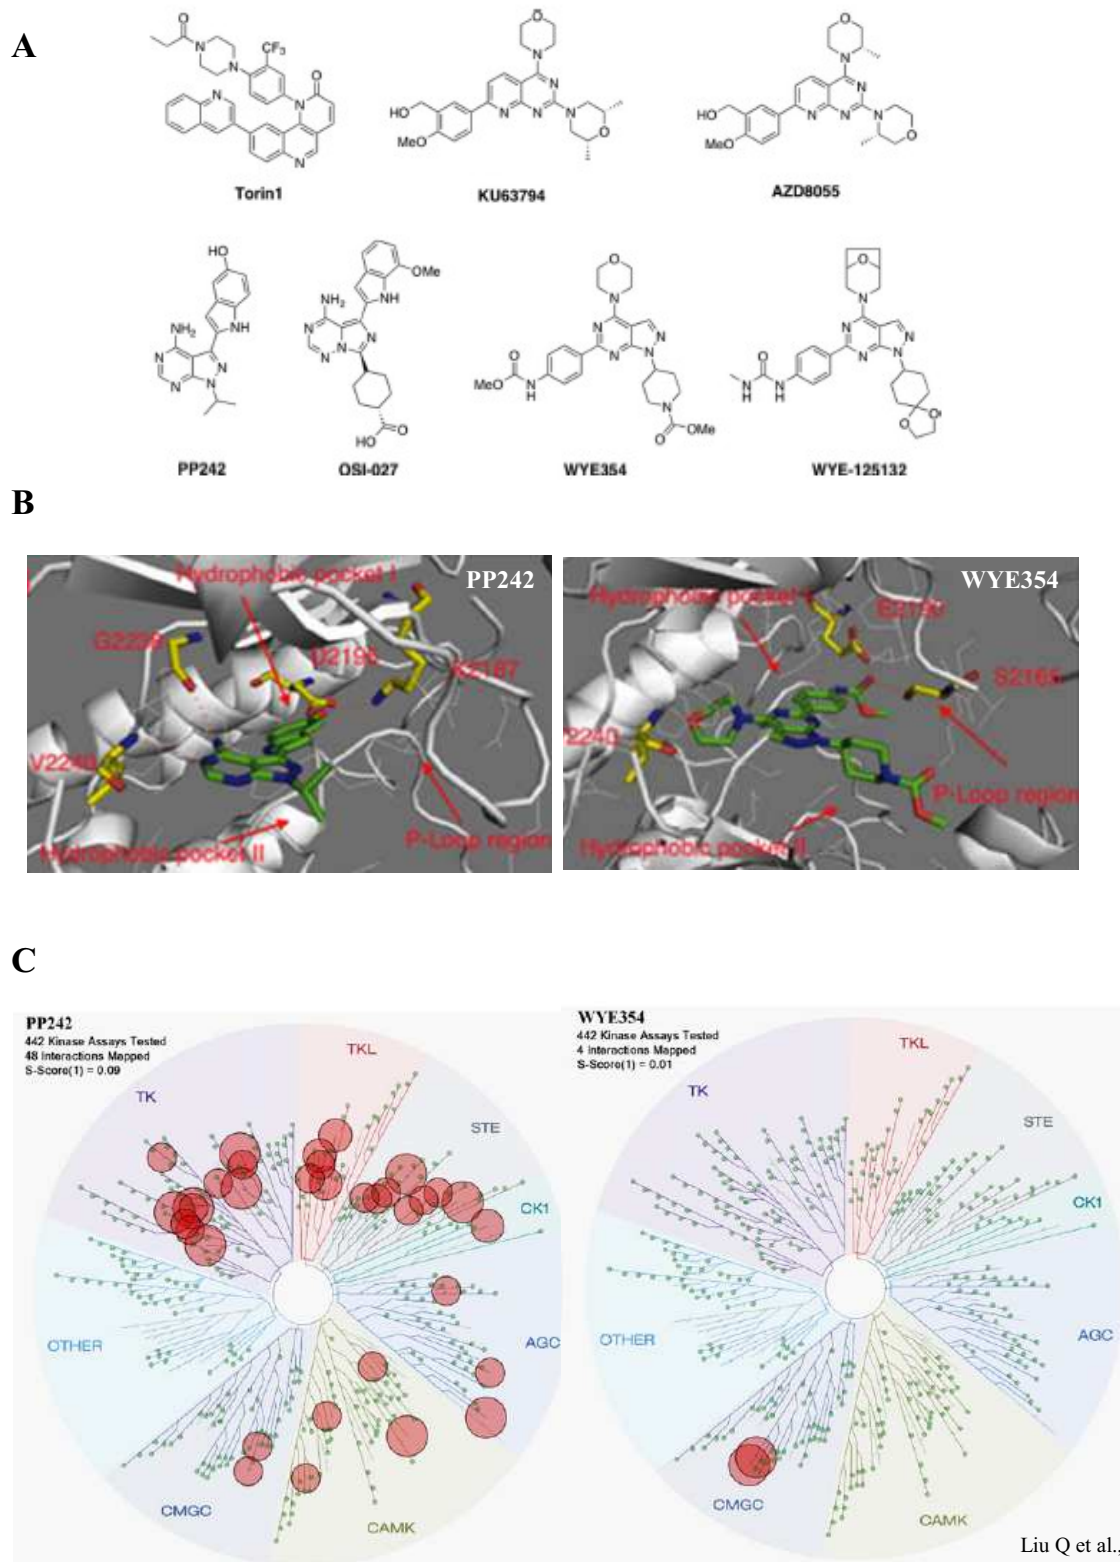 A
Torin1
KU63794
AZD8055
PP242
OSI-027
WYE354
WYE-125132
B
PP242
Hydrophobic pocket I
V2240
P-Loop region
Hydrophobic pocket II
WYE354
Hydrophobic pocket
2240
P-Loop region
Hydrophobic pocket II
C
PP242
442 Kinase Assays Tested
48 Interactions Mapped
S-Score(1) = 0.09
TK
TKL
STE
CK1
AGC
CAMK
CMGC
OTHER
WYE354
442 Kinase Assays Tested
4 Interactions Mapped
S-Score(1) = 0.01
TK
TKL
STE
CK1
AGC
CAMK
CMGC
OTHER
Liu Q et al.,